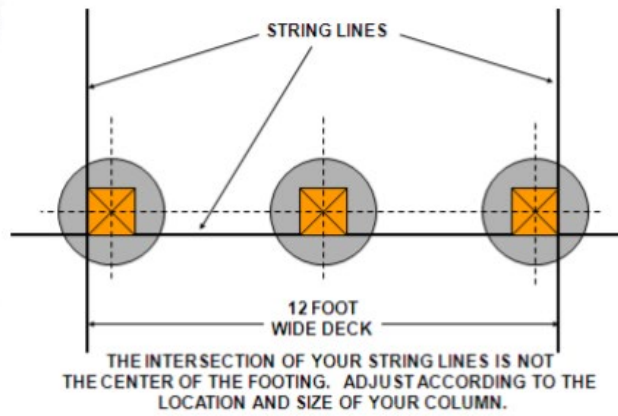 STRING LINES
12 FOOT
WIDE DECK
THE INTERSECTION OF YOUR STRING LINES IS NOT
THE CENTER OF THE FOOTING. ADJUST ACCORDING TO THE
LOCATION AND SIZE OF YOUR COLUMN.